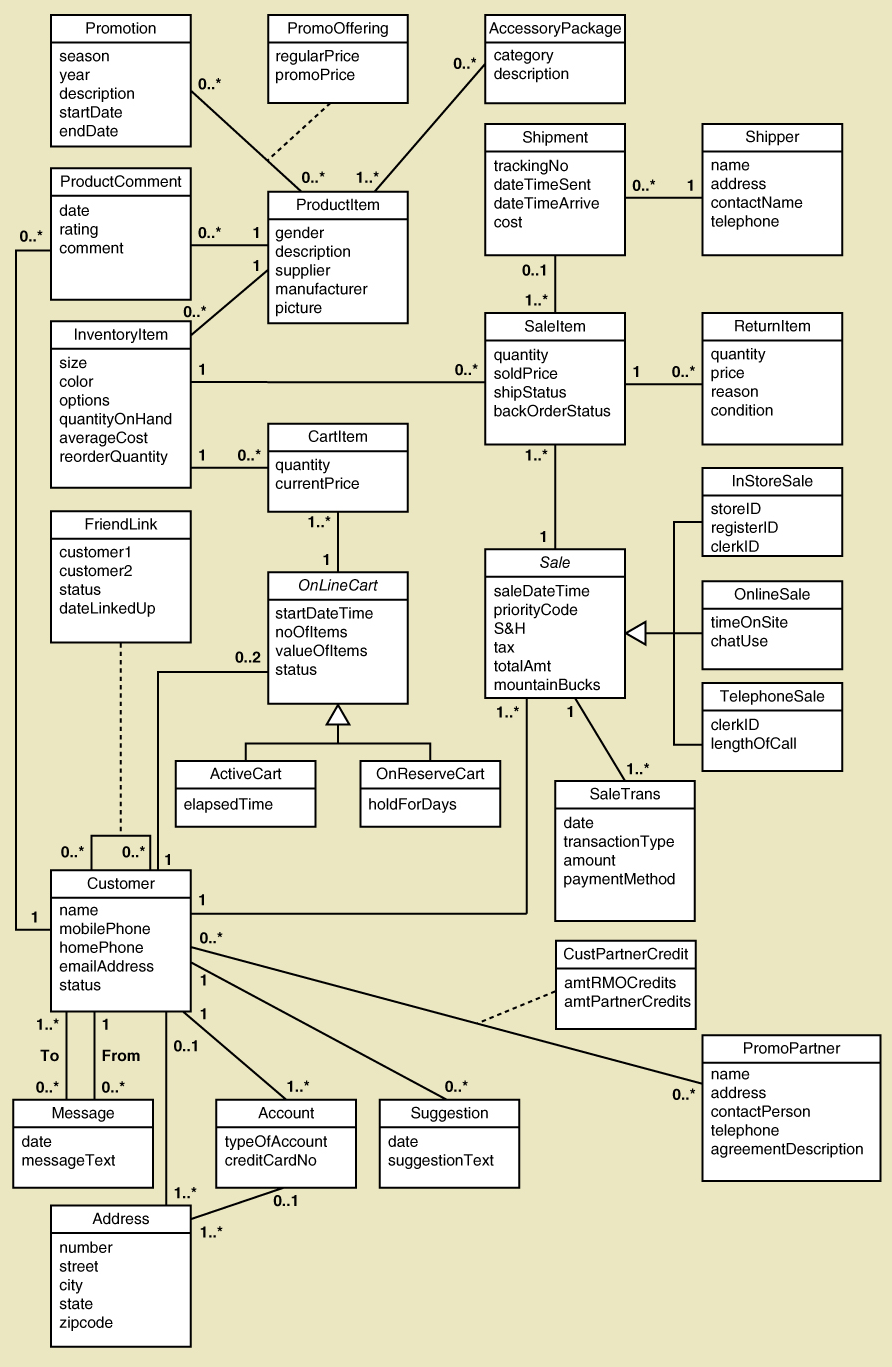 Promotion
season
year
description
startDate
endDate
PromoOffering
regularPrice
promoPrice
AccessoryPackage
category
description
0..*
0..*
0..*
1..*
Shipment
trackingNo
dateTimeSent
dateTimeArrive
cost
0..*
1
Shipper
name
address
contactName
telephone
ProductComment
date
rating
comment
0..*
0..*
1
ProductItem
gender
description
supplier
manufacturer
picture
1
0..*
0..1
1..*
InventoryItem
size
color
options
quantityOnHand
averageCost
reorderQuantity
1
0..*
SaleItem
quantity
soldPrice
shipStatus
backOrderStatus
1
0..*
ReturnItem
quantity
price
reason
condition
1
0..*
CartItem
quantity
currentPrice
1..*
1
1..*
1
InStoreSale
storeID
registerID
clerkID
FriendLink
customer1
customer2
status
dateLinkedUp
OnLineCart
startDateTime
noOfItems
valueOfItems
status
0..2
Sale
saleDateTime
priorityCode
S&H
tax
totalAmt
mountainBucks
OnlineSale
timeOnSite
chatUse
TelephoneSale
clerkID
lengthOfCall
1..*
1
1..*
ActiveCart
elapsedTime
OnReserveCart
holdForDays
SaleTrans
date
transactionType
amount
paymentMethod
0..*
0..*
1
Customer
name
mobilePhone
homePhone
emailAddress
status
1
1
0..*
1
1
CustPartnerCredit
amtRMOCredits
amtPartnerCredits
1..*
1
0..1
To
From
0..*
0..*
1..*
0..*
0..*
PromoPartner
name
address
contactPerson
telephone
agreementDescription
Message
date
messageText
Account
typeOfAccount
creditCardNo
Suggestion
date
suggestionText
1..*
0..1
1..*
Address
number
street
city
state
zipcode